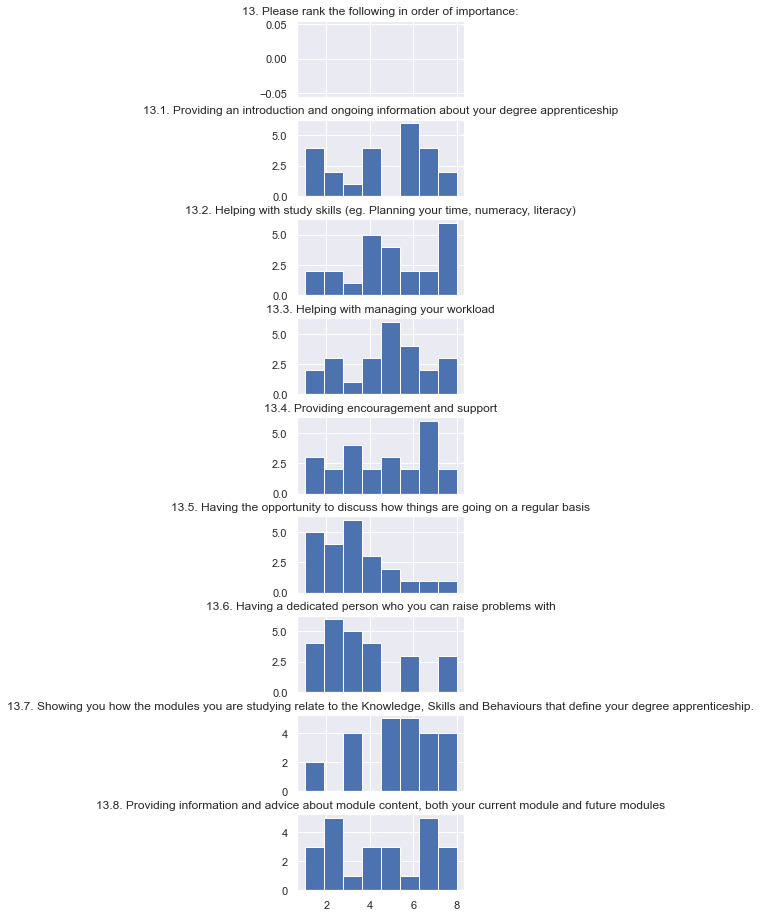 13. Please rank the following in order of importance:
0.05
0.00
−0.05
13.1. Providing an introduction and ongoing information about your degree apprenticeship
5.0
2.5
0.0
13.2. Helping with study skills (eg. Planning your time, numeracy, literacy)
5.0
2.5
0.0
13.3. Helping with managing your workload
5.0
2.5
0.0
13.4. Providing encouragement and support
5.0
2.5
0.0
13.5. Having the opportunity to discuss how things are going on a regular basis
5.0
2.5
0.0
13.6. Having a dedicated person who you can raise problems with
5.0
2.5
0.0
13.7. Showing you how the modules you are studying relate to the Knowledge, Skills and Behaviours that define your degree apprenticeship.
4
2
0
13.8. Providing information and advice about module content, both your current module and future modules
4
2
0
2 4 6 8